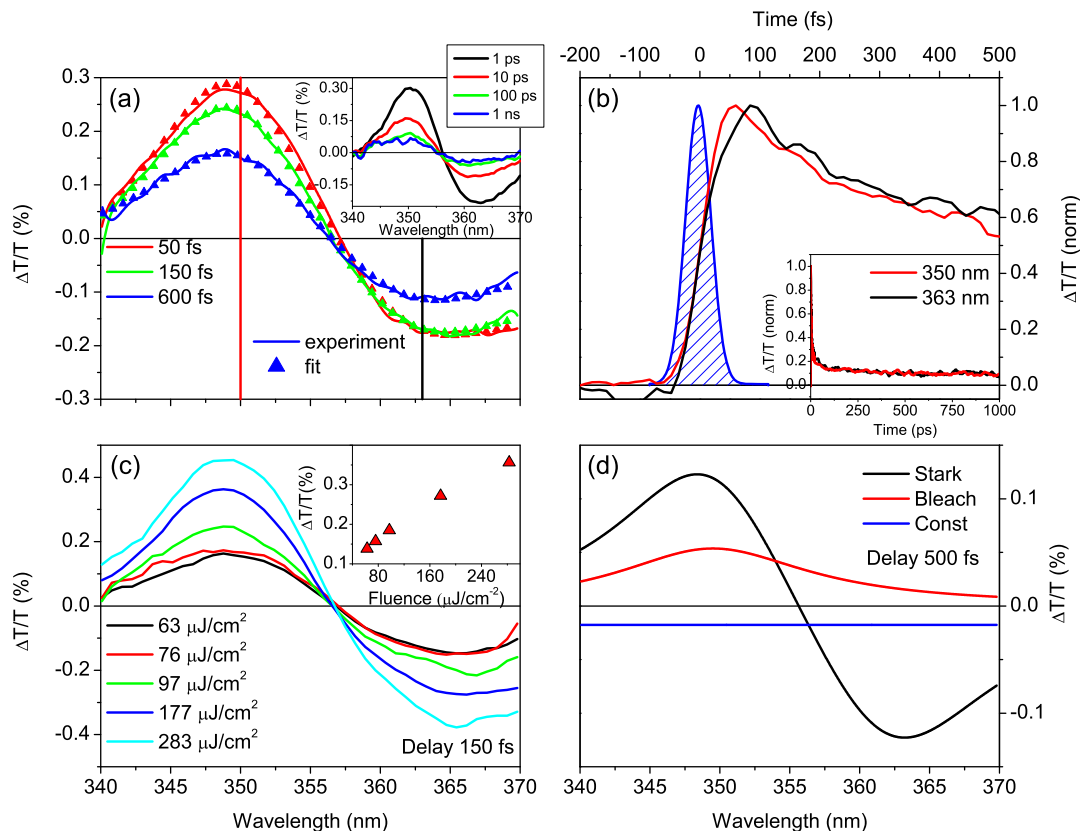 (a)
ΔT/T (%)
0.3
0.2
0.1
0.0
-0.1
-0.2
-0.3
50 fs
150 fs
600 fs
experiment
fit
1 ps
10 ps
100 ps
1 ns
ΔT/T (%)
0.30
0.15
0.00
0.15
0.30
340 350 360 370
Wavelength (nm)
Time (fs)
-200 -100 0 100 200 300 400 500
(b)
1.0
0.8
0.6
0.4
0.2
0.0
ΔT/T (norm)
350 nm
363 nm
ΔT/T (norm)
1.0
0.8
0.6
0.4
0.2
0.0
0 250 500 750 1000
Time (ps)
(c)
ΔT/T (%)
0.4
0.2
0.0
-0.2
-0.4
63 µJ/cm²
76 µJ/cm²
97 µJ/cm²
177 µJ/cm²
283 µJ/cm²
Delay 150 fs
ΔT/T (%)
0.3
0.2
0.1
60 120 180 240
Fluence (µJ/cm-²)
340 345 350 355 360 365 370
Wavelength (nm)
(d)
Stark
Bleach
Const
Delay 500 fs
0.1
0.0
-0.1
ΔT/T (%)
340 345 350 355 360 365 370
Wavelength (nm)